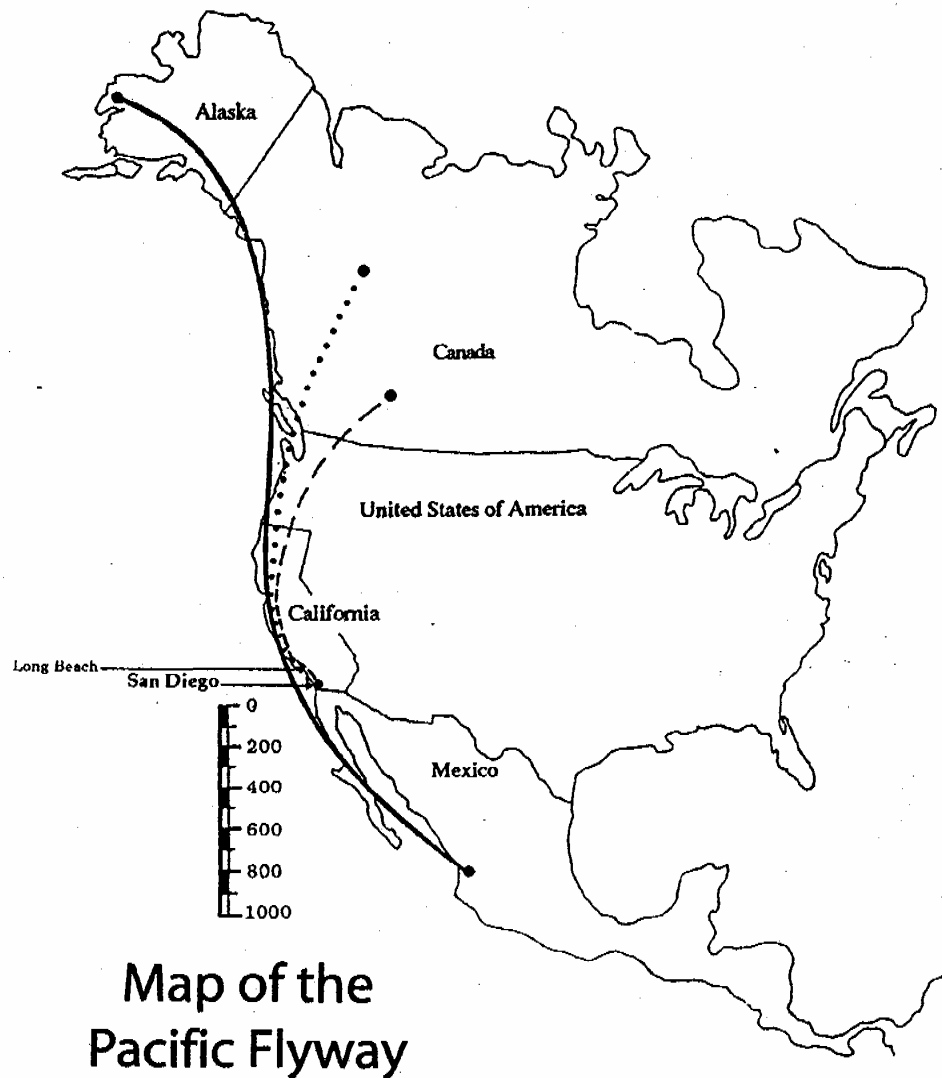 Alaska
Canada
United States of America
California
Long Beach
San Diego
0
200
400
600
800
1000
Mexico
Map of the
Pacific Flyway